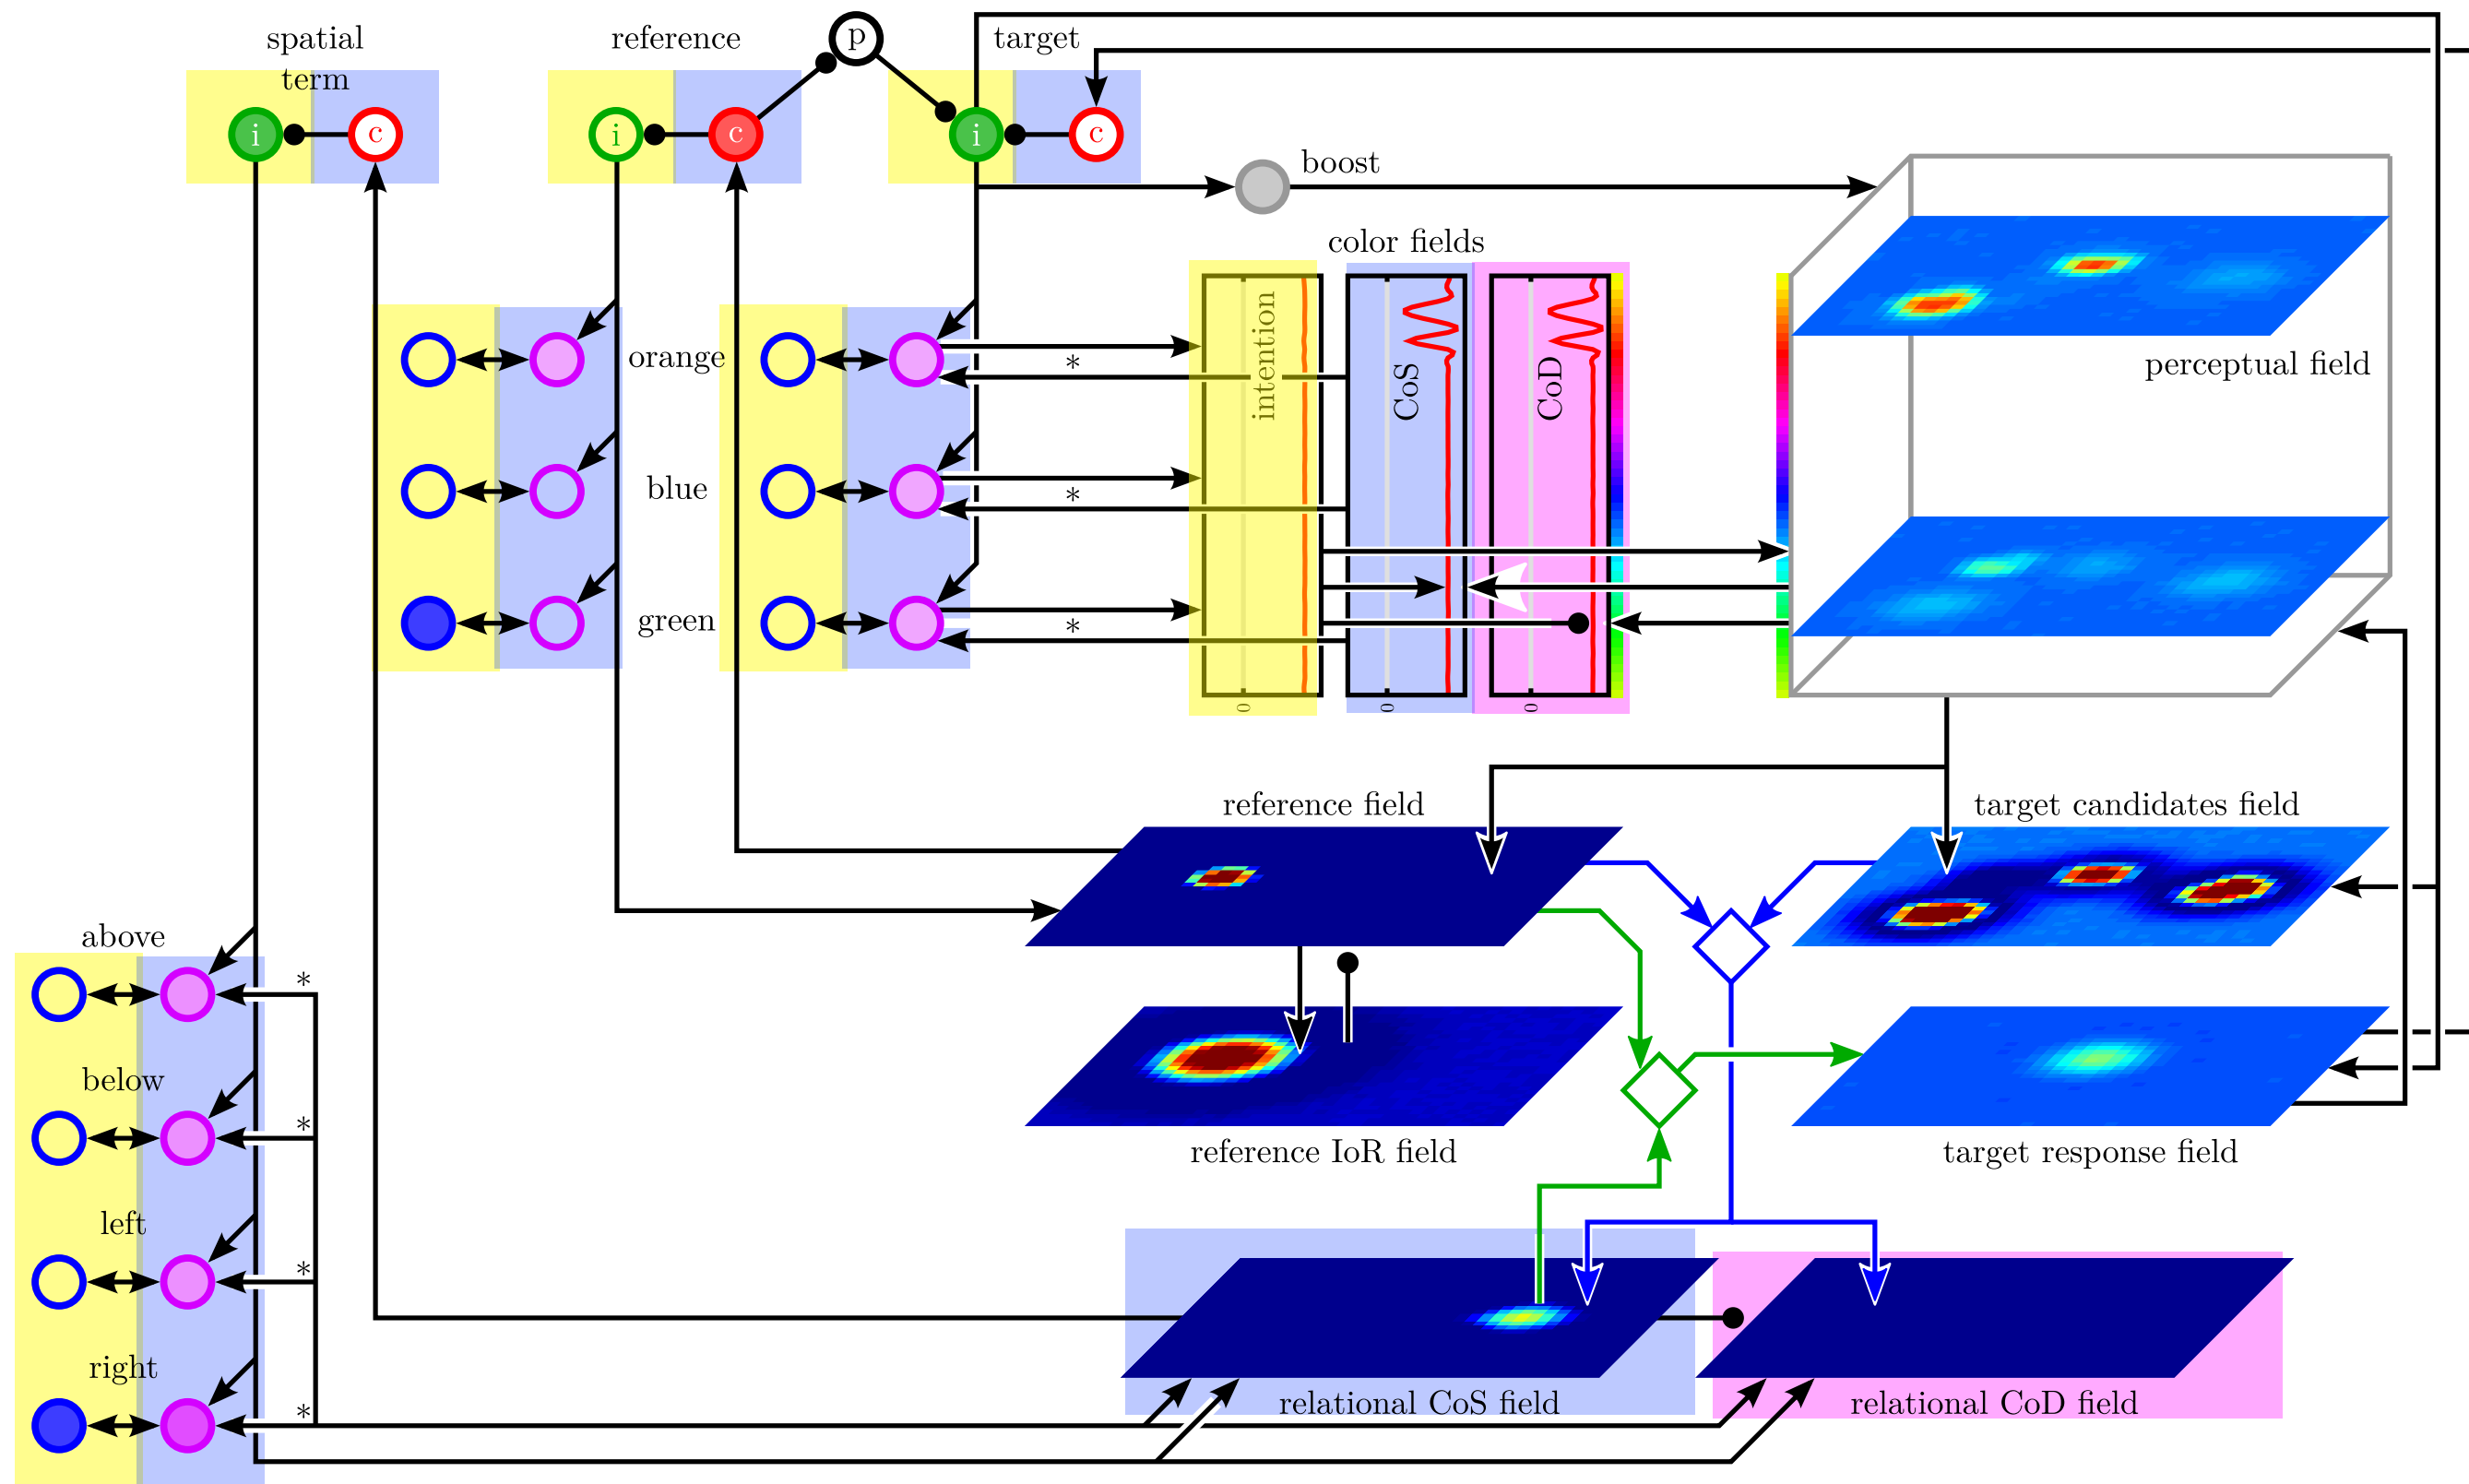 spatial
term
reference
p
target
i
c
i
c
i
c
boost
color fields
intention
CoS
CoD
perceptual field
orange
*
blue
*
green
*
0
0
0
reference field
target candidates field
above
*
below
*
reference IoR field
target response field
left
*
right
*
relational CoS field
relational CoD field